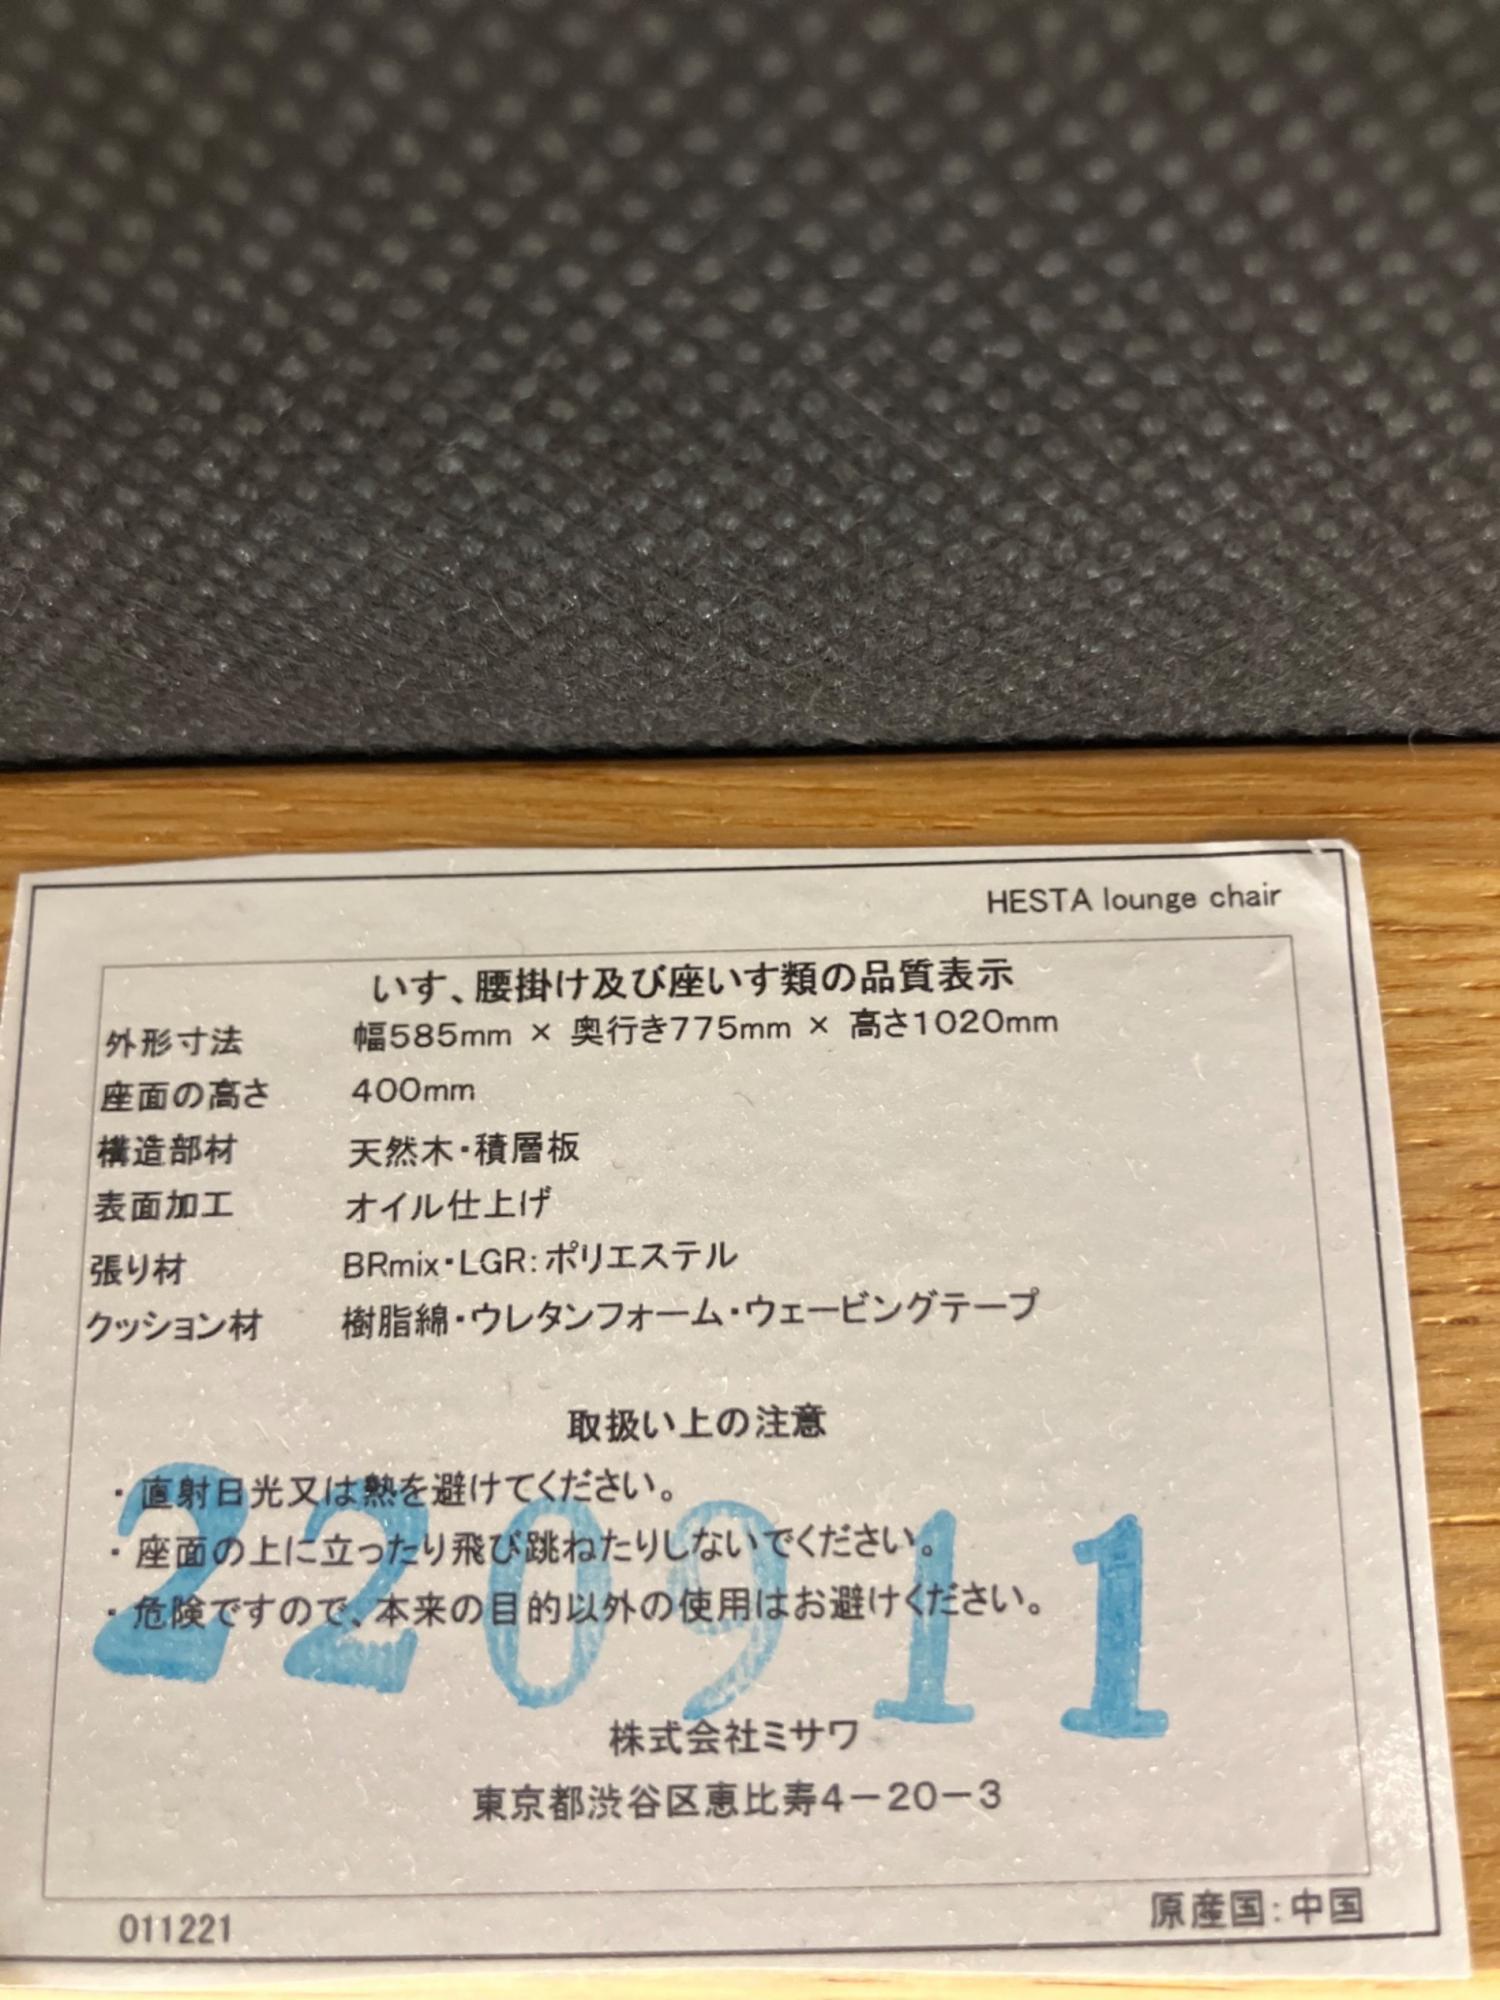 HESTA lounge chair
いす、腰掛け及び座いす類の品質表示
外形寸法 幅585mm × 奥行き775mm × 高さ1020mm
座面の高さ 400mm
構造部材 天然木・積層板
表面加工 オイル仕上げ
張り材 BRmix・LGR:ポリエステル
クッション材 樹脂綿・ウレタンフォーム・ウェービングテープ
取扱い上の注意
・直射日光又は熱を避けてください。
・座面の上に立ったり飛び跳ねたりしないでください。
・危険ですので、本来の目的以外の使用はお避けください。
220911
株式会社ミサワ
東京都渋谷区恵比寿4-20-3
011221
原産国:中国